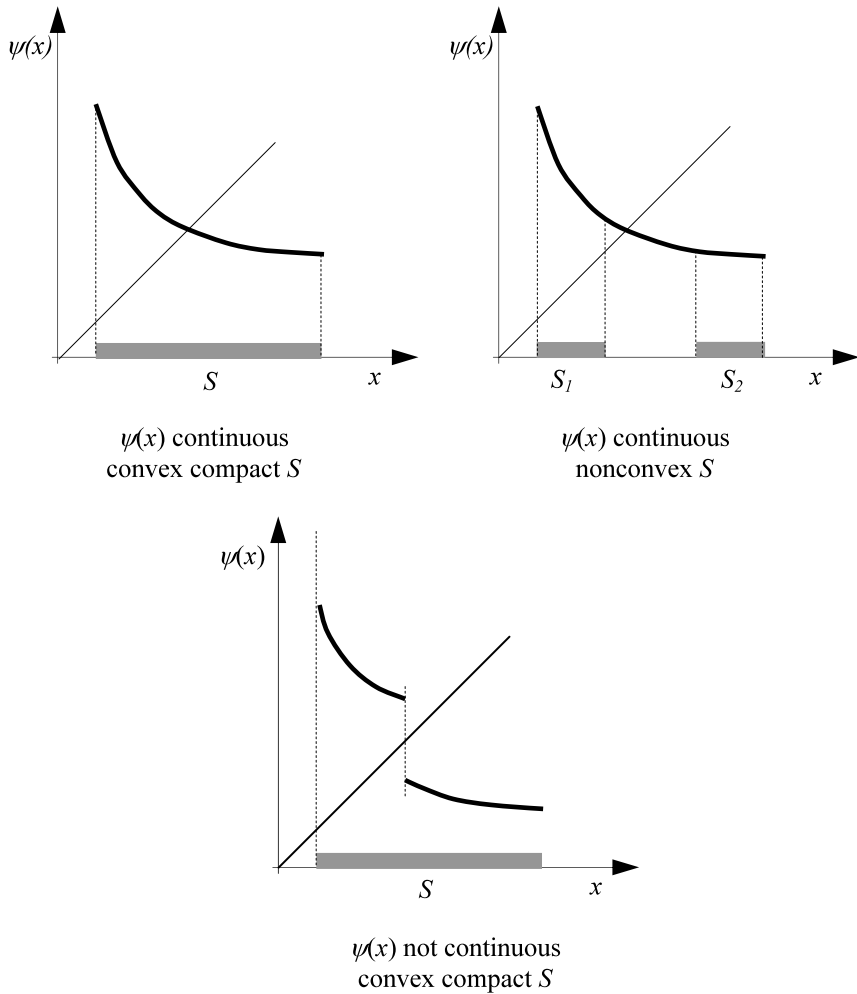 ψ(x)
S
x
ψ(x) continuous
convex compact S
ψ(x)
S₁
S₂
x
ψ(x) continuous
nonconvex S
ψ(x)
S
x
ψ(x) not continuous
convex compact S